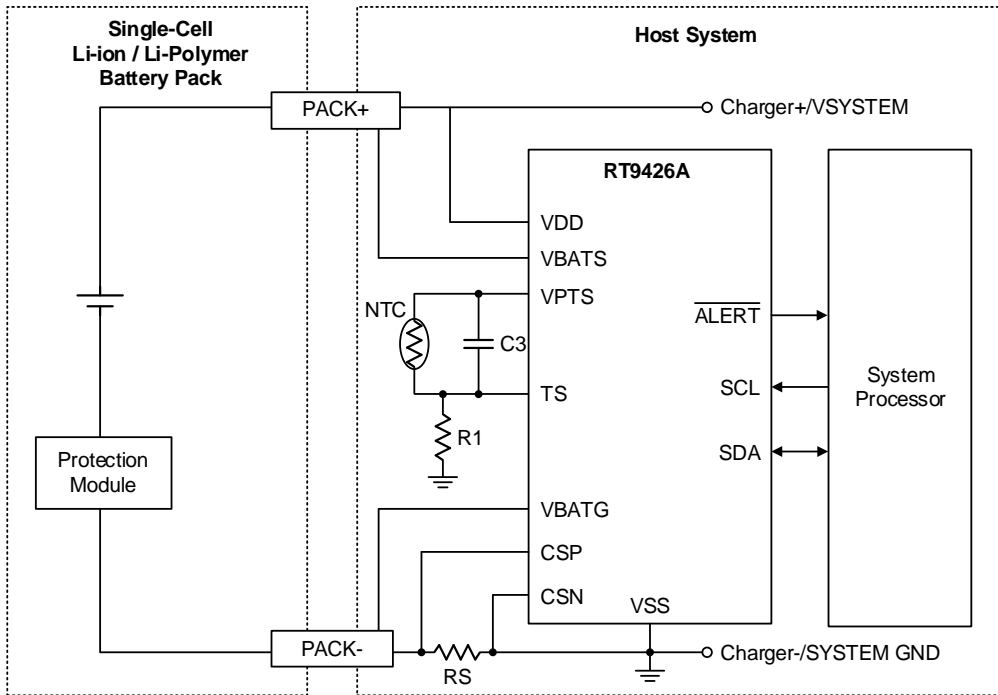 Single-Cell
Li-ion / Li-Polymer
Battery Pack
Host System
PACK+
Charger+/VSYSTEM
RT9426A
VDD
VBATS
NTC
VPTS
C3
ALERT
TS
SCL
System
Processor
R1
SDA
Protection
Module
VBATG
CSP
CSN
VSS
PACK-
RS
Charger-/SYSTEM GND